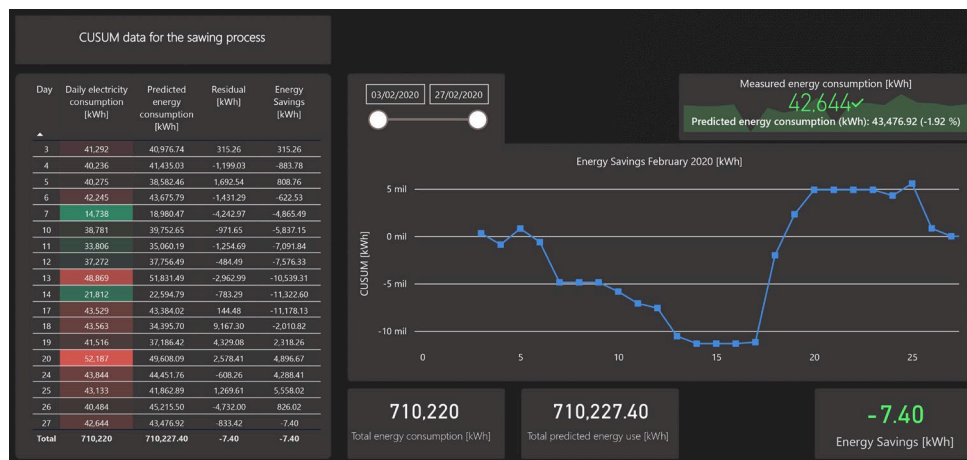 CUSUM data for the sawing process
Day Daily electricity consumption [kWh] Predicted energy consumption [kWh] Residual [kWh] Energy Savings [kWh]
3 41,292 40,976.74 315.26 315.26
4 40,236 41,435.03 -1,199.03 -883.78
5 40,275 38,582.46 1,692.54 808.76
6 42,245 43,675.79 -1,431.29 -622.53
7 14,738 18,980.47 -4,242.97 -4,865.49
10 38,781 39,752.65 -971.65 -5,837.15
11 33,806 35,060.19 -1,254.69 -7,091.84
12 37,272 37,756.49 -484.49 -7,576.33
13 48,869 51,831.49 -2,962.99 -10,539.31
14 21,812 22,594.79 -783.29 -11,322.60
17 43,529 43,384.02 144.48 -11,178.13
18 43,563 34,395.70 9,167.30 -2,010.82
19 41,516 37,186.42 4,329.08 2,318.26
20 52,187 49,608.09 2,578.41 4,896.67
24 43,844 44,451.76 -608.26 4,288.41
25 43,133 41,862.89 1,269.61 5,558.02
26 40,484 45,215.50 -4,732.00 826.02
27 42,644 43,476.92 -833.42 -7.40
Total 710,220 710,227.40 -7.40 -7.40
03/02/2020 27/02/2020
Measured energy consumption [kWh]
42,644
Predicted energy consumption (kWh): 43,476.92 (-1.92 %)
Energy Savings February 2020 [kWh]
CUSUM [kWh]
5 mil
0 mil
-5 mil
-10 mil
0 5 10 15 20 25
710,220
Total energy consumption [kWh]
710,227.40
Total predicted energy use [kWh]
-7.40
Energy Savings [kWh]